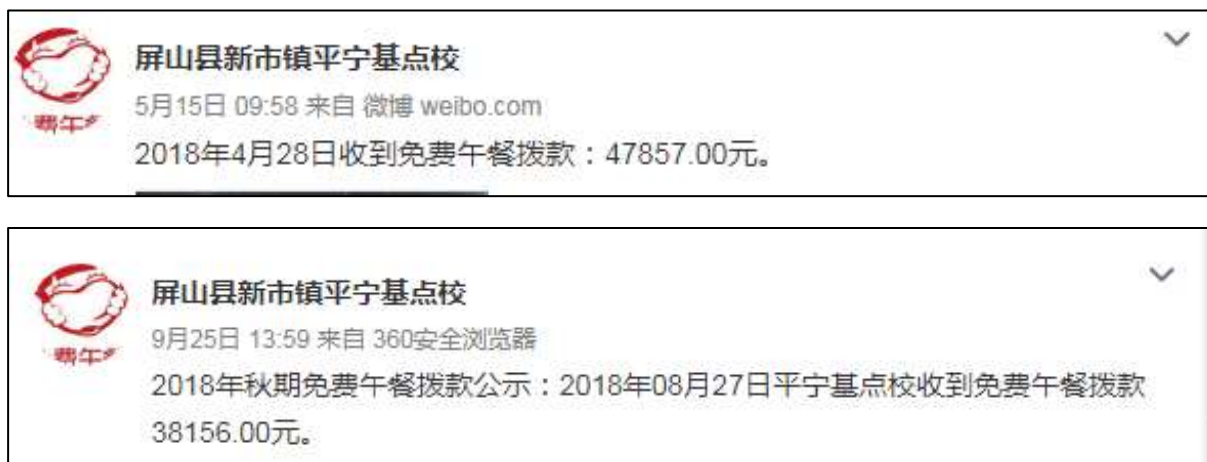 屏山县新市镇平宁基点校
5月15日 09:58 来自 微博 weibo.com
费午
2018年4月28日收到免费午餐拨款：47857.00元。
屏山县新市镇平宁基点校
9月25日 13:59 来自 360安全浏览器
费午
2018年秋期免费午餐拨款公示：2018年08月27日平宁基点校收到免费午餐拨款
38156.00元。